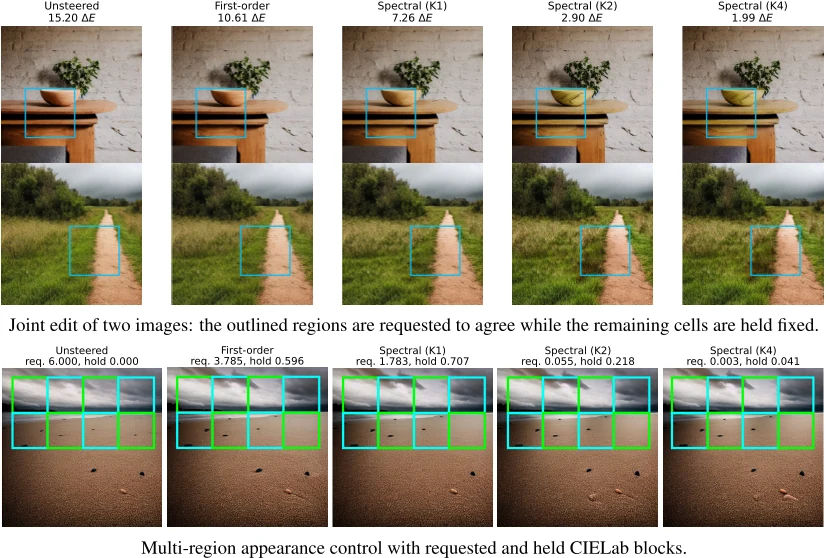 Unsteered First-order Spectral (K1) Spectral (K2) Spectral (K4)
15.20 ΔE 10.61 ΔE 7.26 ΔE 2.90 ΔE 1.99 ΔE
Joint edit of two images: the outlined regions are requested to agree while the remaining cells are held fixed.
Unsteered First-order Spectral (K1) Spectral (K2) Spectral (K4)
req. 6.000, hold 0.000 req. 3.785, hold 0.596 req. 1.783, hold 0.707 req. 0.055, hold 0.218 req. 0.003, hold 0.041
Multi-region appearance control with requested and held CIELab blocks.